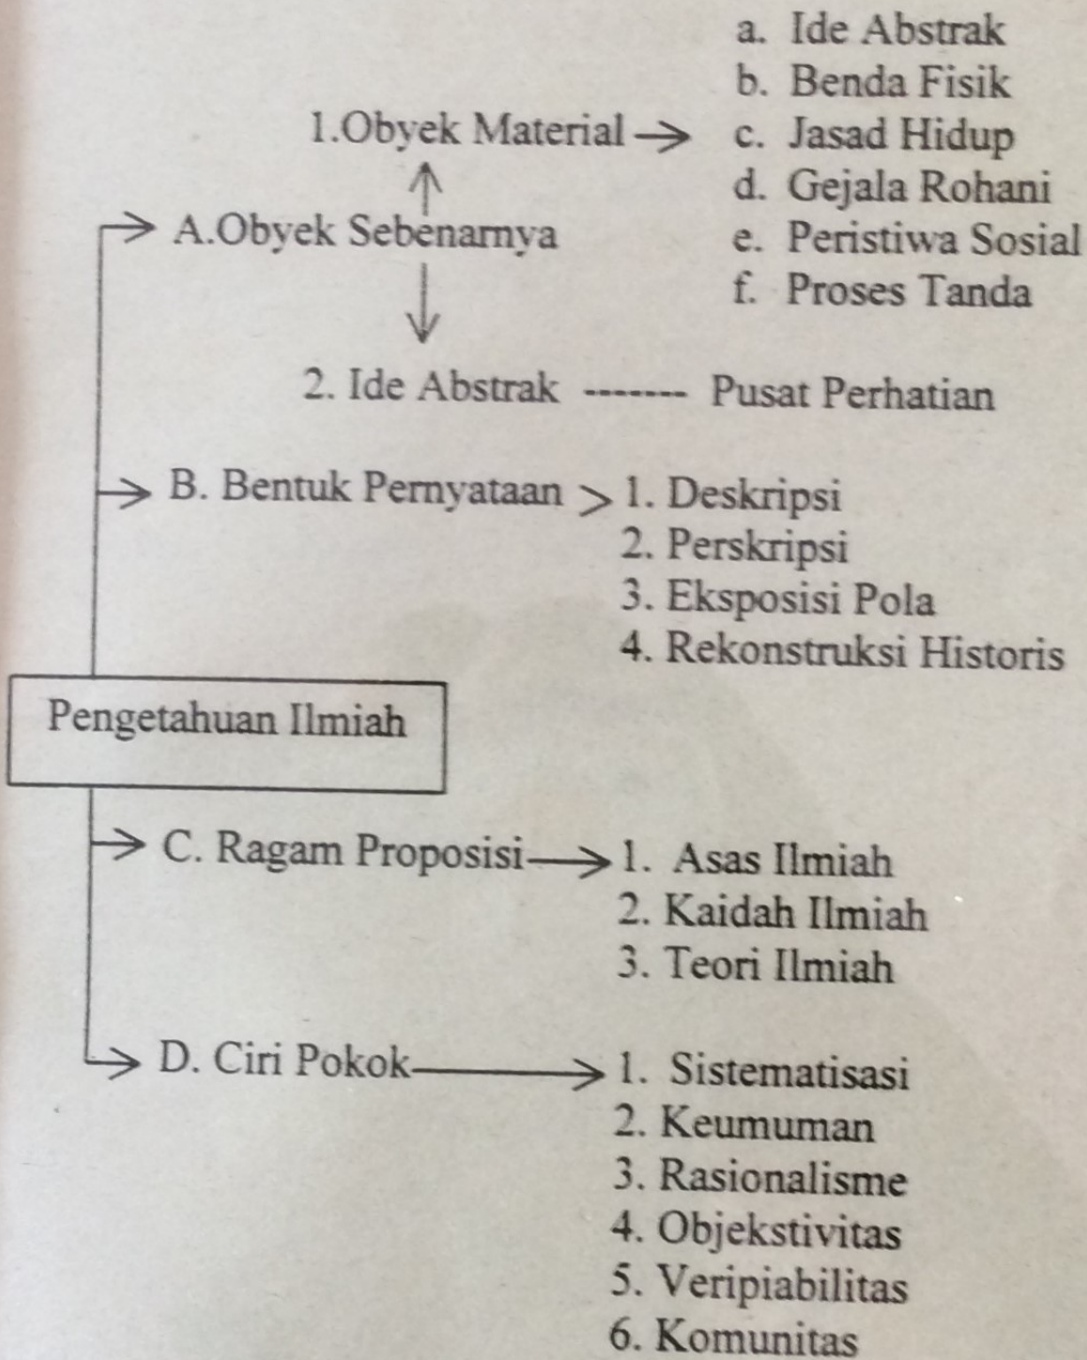 a. Ide Abstrak
b. Benda Fisik
1.Obyek Material
c. Jasad Hidup
d. Gejala Rohani
A.Obyek Sebenarnya
e. Peristiwa Sosial
f. Proses Tanda
2. Ide Abstrak ------- Pusat Perhatian
B. Bentuk Pernyataan > 1. Deskripsi
2. Perskripsi
3. Eksposisi Pola
4. Rekonstruksi Historis
Pengetahuan Ilmiah
C. Ragam Proposisi 1. Asas Ilmiah
2. Kaidah Ilmiah
3. Teori Ilmiah
D. Ciri Pokok 1. Sistematisasi
2. Keumuman
3. Rasionalisme
4. Objekstivitas
5. Veripiabilitas
6. Komunitas